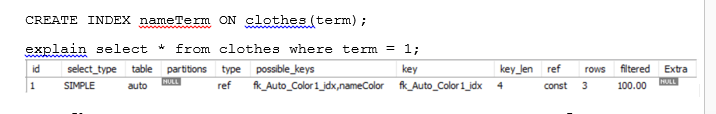 CREATE INDEX nameTerm ON clothes(term);
explain select * from clothes where term = 1;
id select_type table partitions type possible_keys key key_len ref rows filtered Extra
1 SIMPLE auto NULL ref fk_Auto_Color1_idx,nameColor fk_Auto_Color1_idx 4 const 3 100.00 NULL